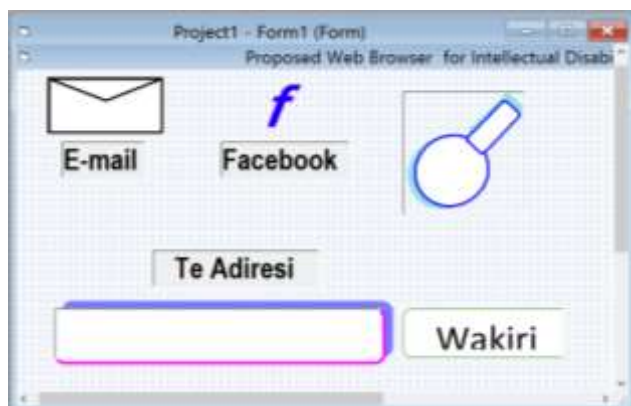 Project1 - Form1 (Form)
Proposed Web Browser for Intellectual Disabi
f
E-mail
Facebook
Te Adiresi
Wakiri